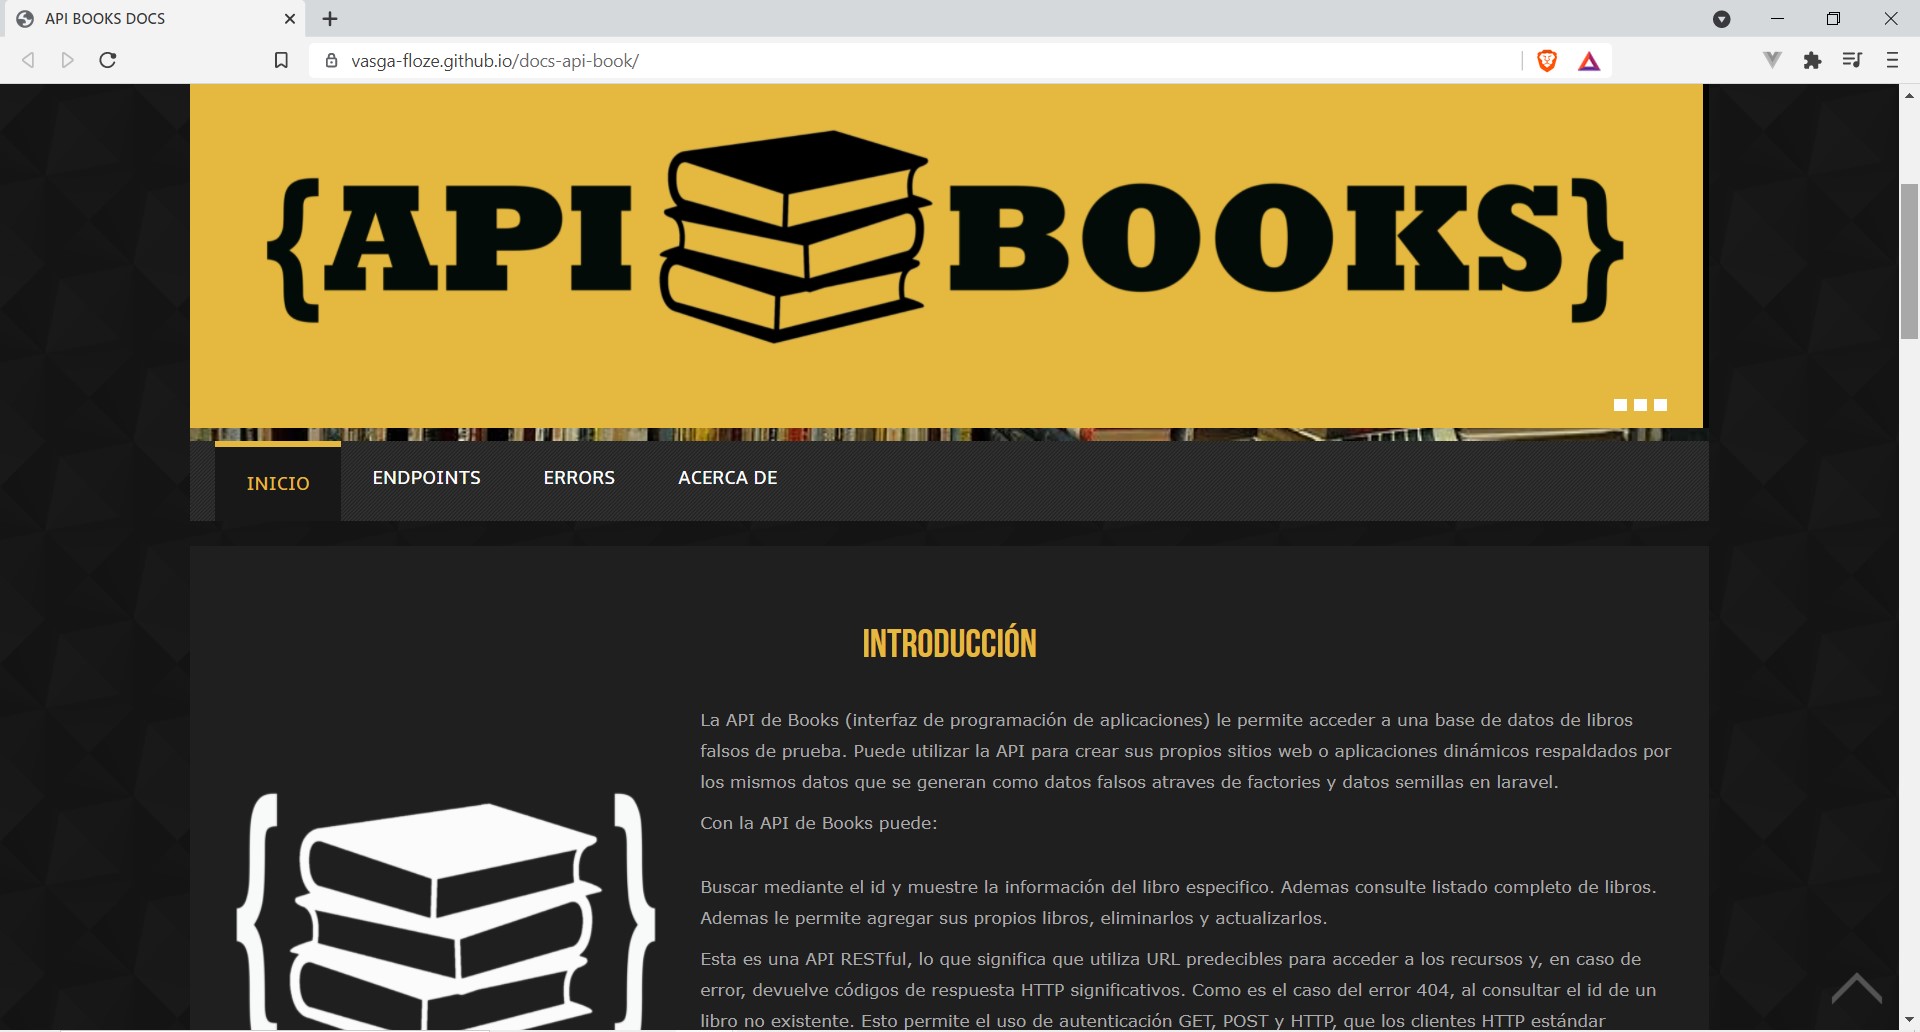 API BOOKS DOCS
vasga-floze.github.io/docs-api-book/
{API BOOKS}
INICIO ENDPOINTS ERRORS ACERCA DE
INTRODUCCIÓN
La API de Books (interfaz de programación de aplicaciones) le permite acceder a una base de datos de libros
falsos de prueba. Puede utilizar la API para crear sus propios sitios web o aplicaciones dinámicos respaldados por
los mismos datos que se generan como datos falsos atraves de factories y datos semillas en laravel.
Con la API de Books puede:
Buscar mediante el id y muestre la información del libro especifico. Ademas consulte listado completo de libros.
Ademas le permite agregar sus propios libros, eliminarlos y actualizarlos.
Esta es una API RESTful, lo que significa que utiliza URL predecibles para acceder a los recursos y, en caso de
error, devuelve códigos de respuesta HTTP significativos. Como es el caso del error 404, al consultar el id de un
libro no existente. Esto permite el uso de autenticación GET, POST y HTTP, que los clientes HTTP estándar